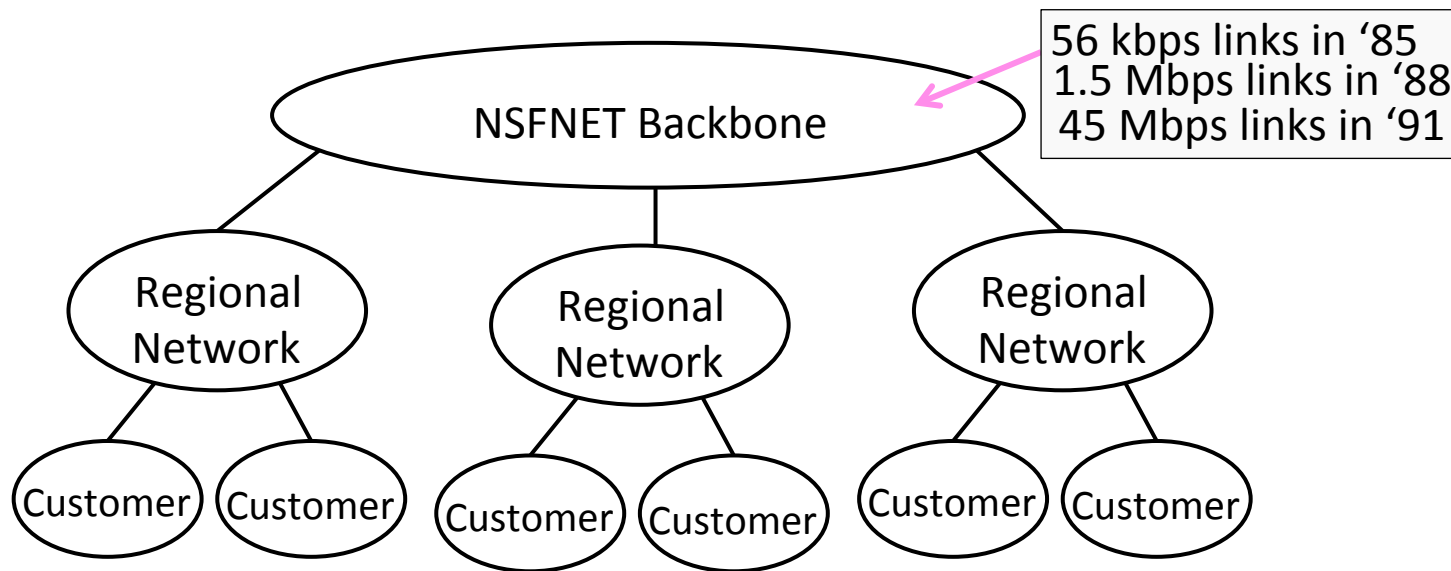 56 kbps links in ‘85
1.5 Mbps links in ‘88
45 Mbps links in ‘91
NSFNET Backbone
Regional
Network
Regional
Network
Regional
Network
Customer
Customer
Customer
Customer
Customer
Customer